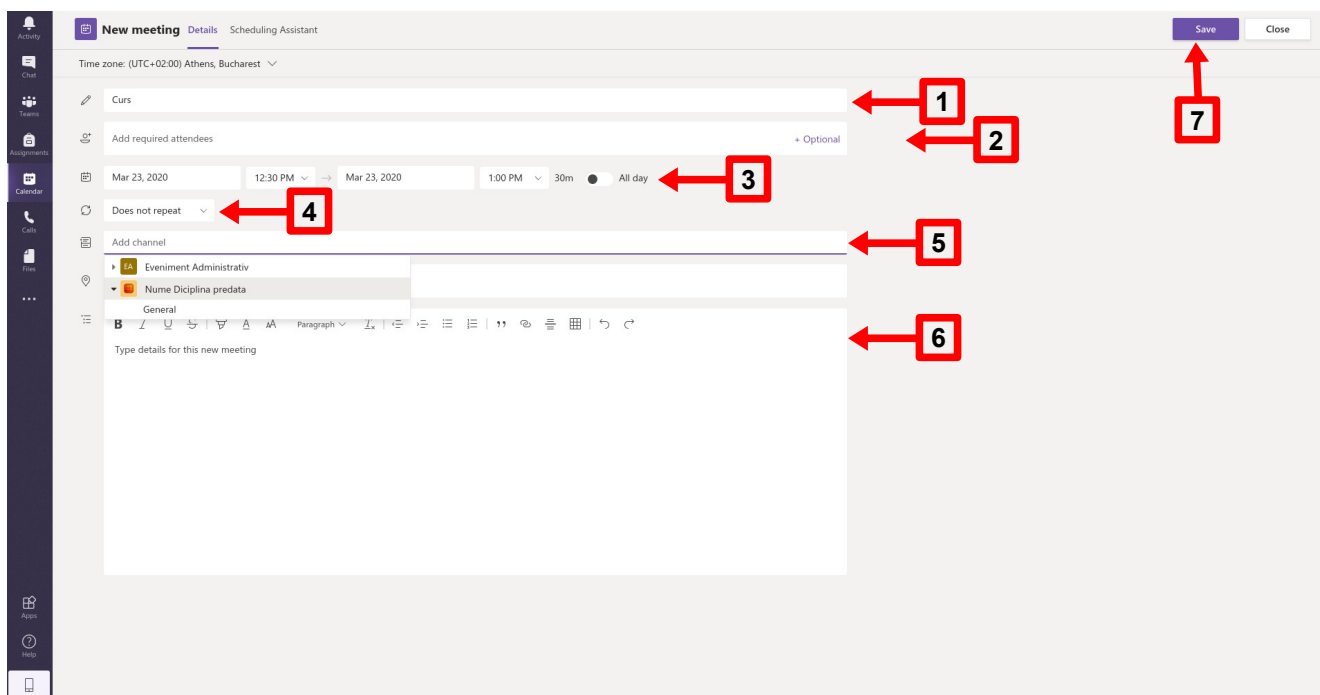 Activity
Chat
Teams
Assignments
Calendar
Calls
Files
Apps
Help
New meeting Details Scheduling Assistant
Save Close
Time zone: (UTC+02:00) Athens, Bucharest
7
Curs
1
Add required attendees + Optional
2
Mar 23, 2020 12:30 PM → Mar 23, 2020 1:00 PM 30m All day
3
Does not repeat
4
Add channel
5
EA Eveniment Administrativ
Nume Diciplina predata
General
B I U S A AA Paragraph Ix
6
Type details for this new meeting